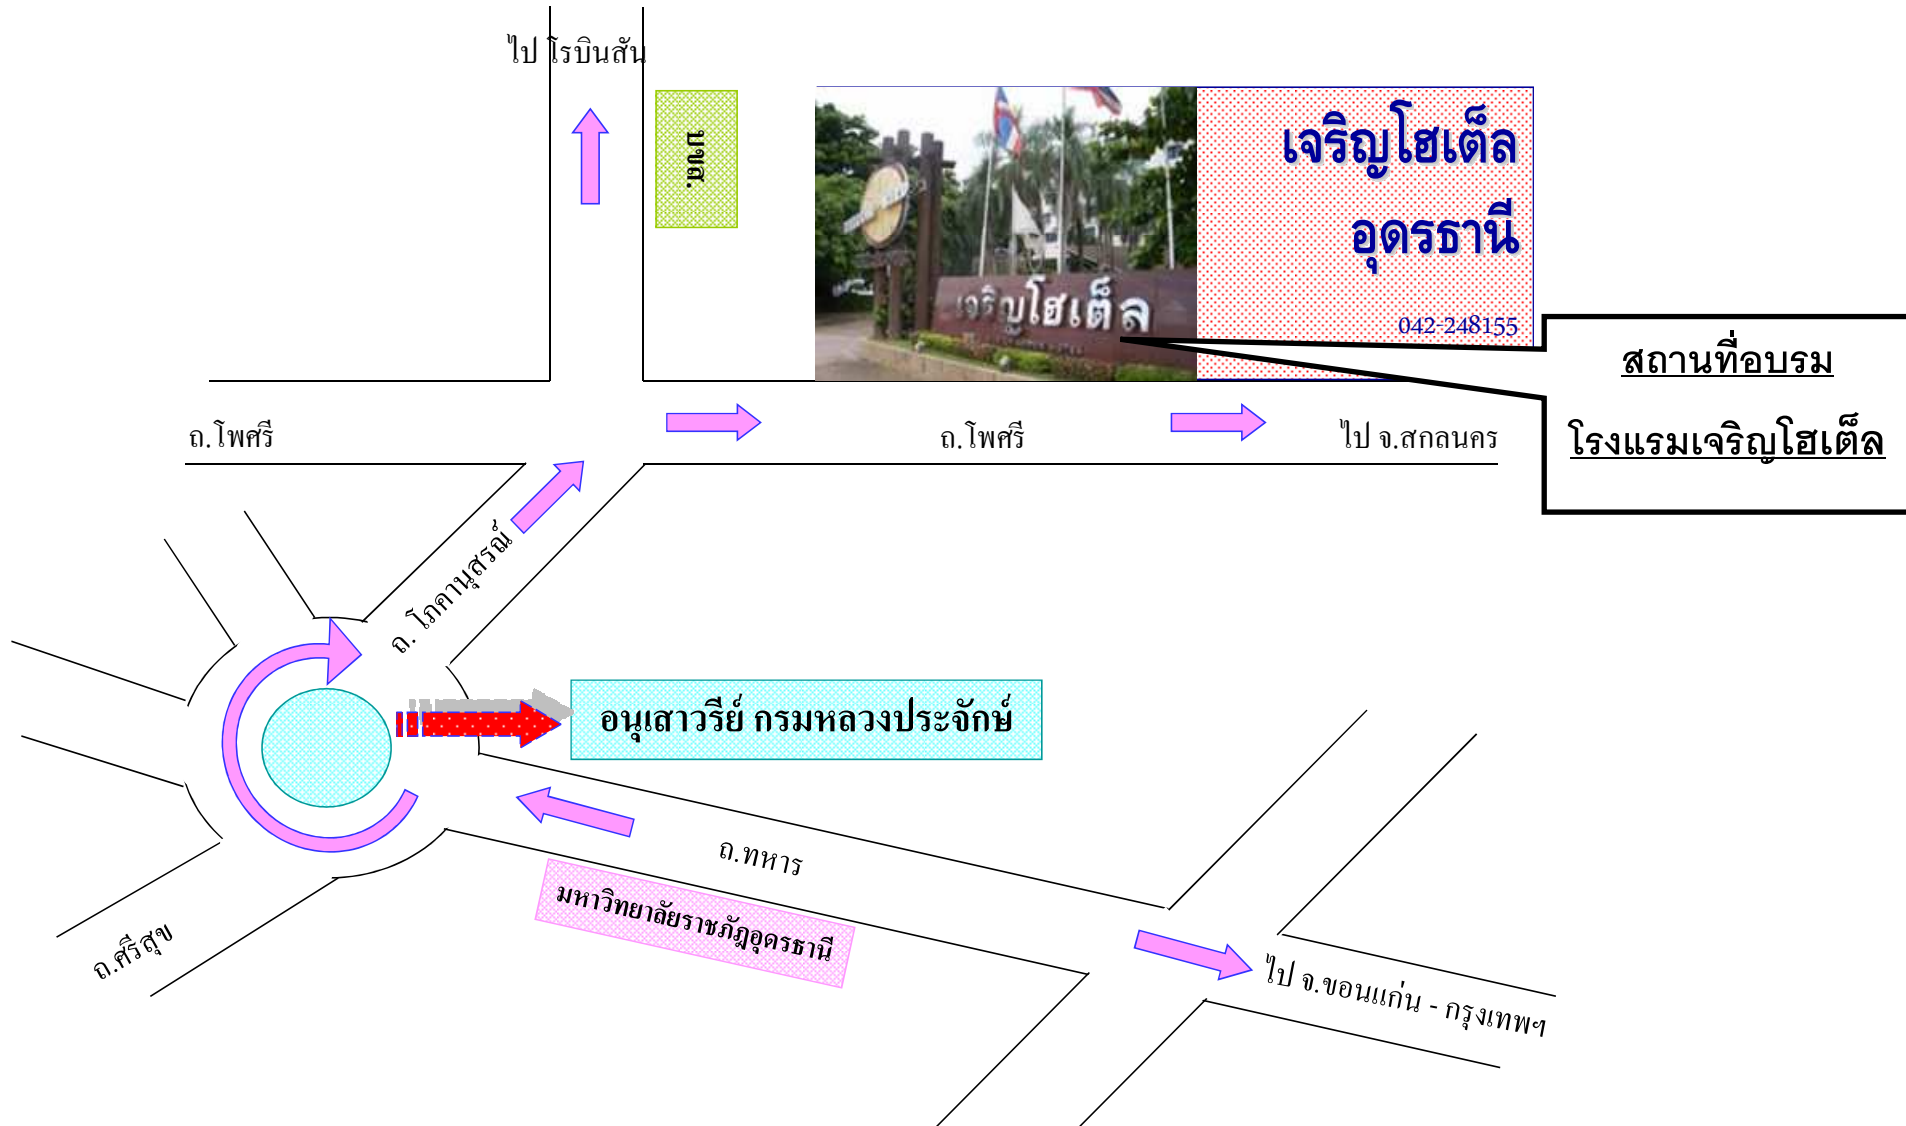 ไป โรบินสัน
บขส.
เจริญโฮเต็ล
อุดรธานี
042-248155
เจริญโฮเต็ล
สถานที่อบรม
โรงแรมเจริญโฮเต็ล
ถ.โพศรี
ถ.โพศรี
ไป จ.สกลนคร
ถ. โภคานุสรณ์
อนุเสาวรีย์ กรมหลวงประจักษ์
ถ.ทหาร
มหาวิทยาลัยราชภัฎอุดรธานี
ถ.ศรีสุข
ไป จ.ขอนแก่น - กรุงเทพฯ